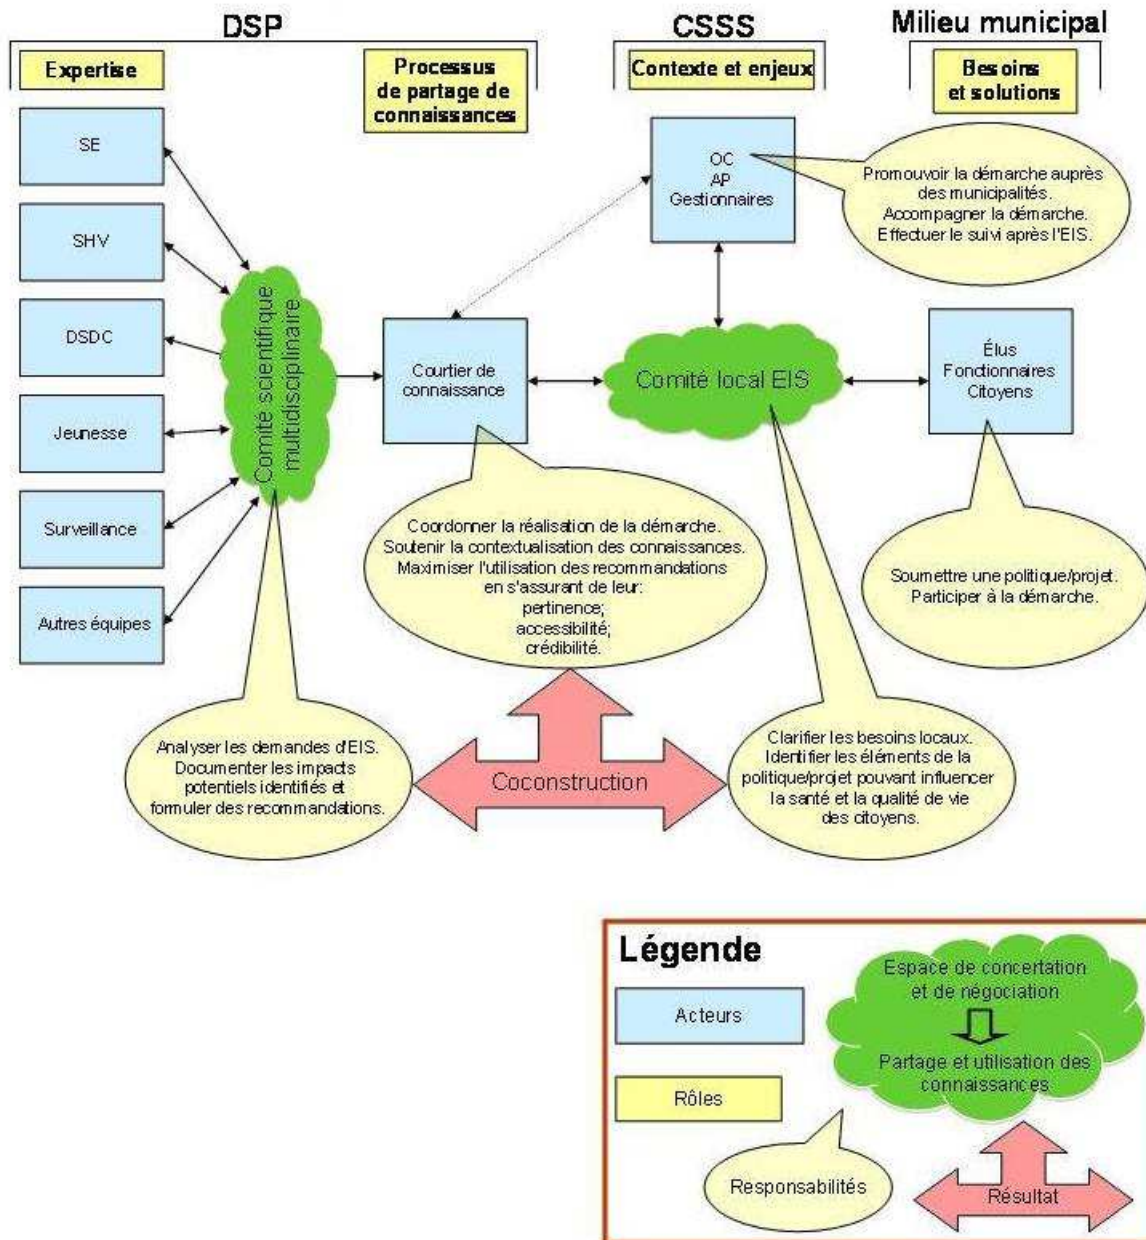 DSP
CSSS
Milieu municipal
Expertise
Processus
de partage de
connaissances
Contexte et enjeux
Besoins
et solutions
SE
SHV
DSDC
Jeunesse
Surveillance
Autres équipes
Comité scientifique
multidisciplinaire
Courtier de
connaissance
OC
AP
Gestionnaires
Comité local EIS
Élus
Fonctionnaires
Citoyens
Promouvoir la démarche auprès
des municipalités.
Accompagner la démarche.
Effectuer le suivi après l'EIS.
Coordonner la réalisation de la démarche.
Soutenir la contextualisation des connaissances.
Maximiser l'utilisation des recommandations
en s'assurant de leur:
pertinence;
accessibilité;
crédibilité.
Soumettre une politique/projet.
Participer à la démarche.
Analyser les demandes d'EIS.
Documenter les impacts
potentiels identifiés et
formuler des recommandations.
Coconstruction
Clarifier les besoins locaux.
Identifier les éléments de la
politique/projet pouvant influencer
la santé et la qualité de vie
des citoyens.
Légende
Acteurs
Rôles
Responsabilités
Espace de concertation
et de négociation
Partage et utilisation des
connaissances
Résultat